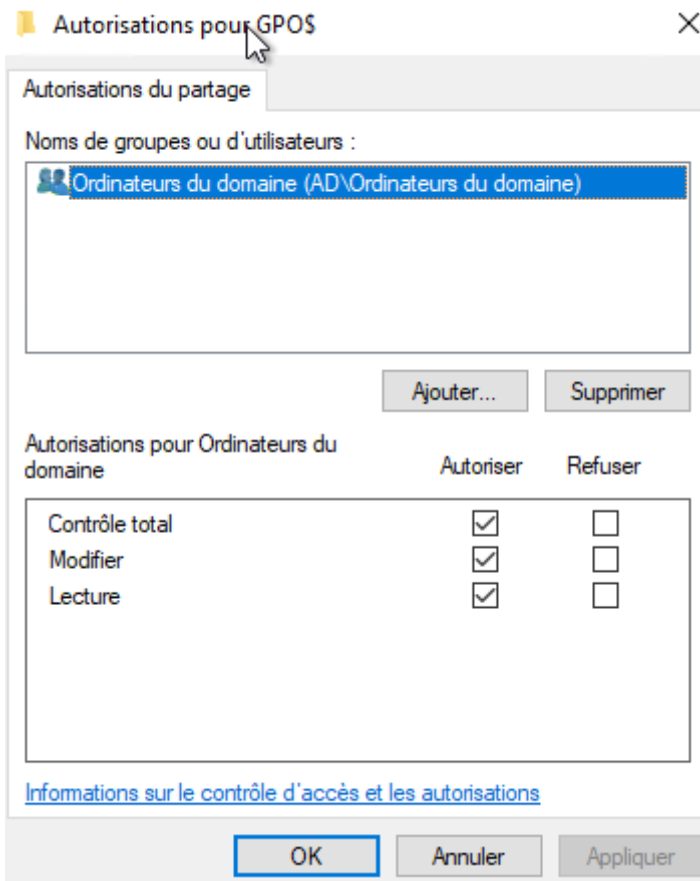 Autorisations pour GPO$
Autorisations du partage
Noms de groupes ou d'utilisateurs :
Ordinateurs du domaine (AD\Ordinateurs du domaine)
Ajouter...
Supprimer
Autorisations pour Ordinateurs du
domaine
Autoriser
Refuser
Contrôle total
Modifier
Lecture
Informations sur le contrôle d'accès et les autorisations
OK
Annuler
Appliquer